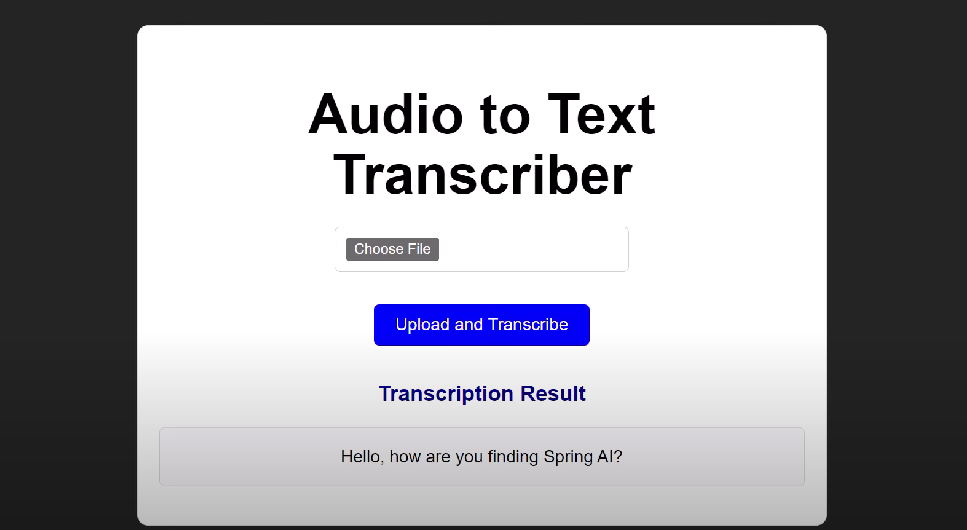 Audio to Text
Transcriber
Choose File
Upload and Transcribe
Transcription Result
Hello, how are you finding Spring AI?